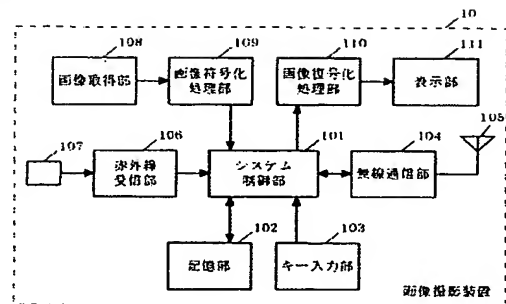 10
108
109
110
111
画像取得部
画像符号化
処理部
画像復号化
処理部
表示部
105
107
106
101
104
赤外線
受信部
システム
制御部
無線通信部
102
103
記憶部
キー入力部
画像撮影装置